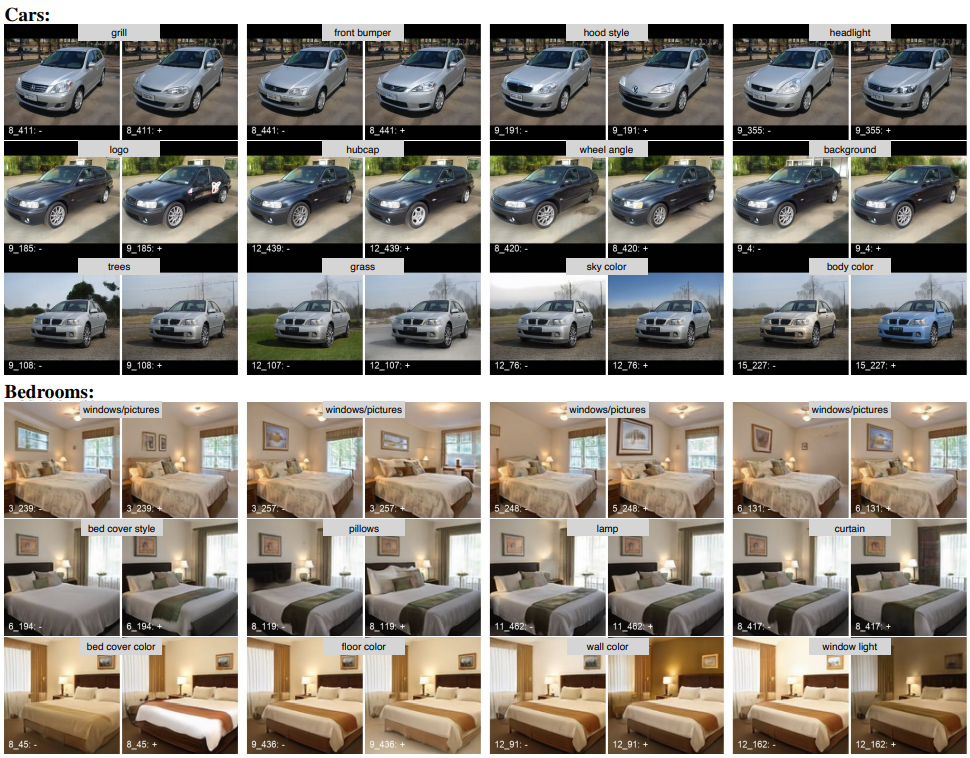 Cars:
grill front bumper hood style headlight
8_411: - 8_411: + 8_441: - 8_441: + 9_191: - 9_191: + 9_355: - 9_355: +
logo hubcap wheel angle background
9_185: - 9_185: + 12_439: - 12_439: + 8_420: - 8_420: + 9_4: - 9_4: +
trees grass sky color body color
9_108: - 9_108: + 12_107: - 12_107: + 12_76: - 12_76: + 15_227: - 15_227: +
Bedrooms:
windows/pictures windows/pictures windows/pictures windows/pictures
3_239: - 3_239: + 3_257: - 3_257: + 5_248: - 5_248: + 6_131: - 6_131: +
bed cover style pillows lamp curtain
6_194: - 6_194: + 8_119: - 8_119: + 11_462: - 11_462: + 8_417: - 8_417: +
bed cover color floor color wall color window light
8_45: - 8_45: + 9_436: - 9_436: + 12_91: - 12_91: + 12_162: - 12_162: +